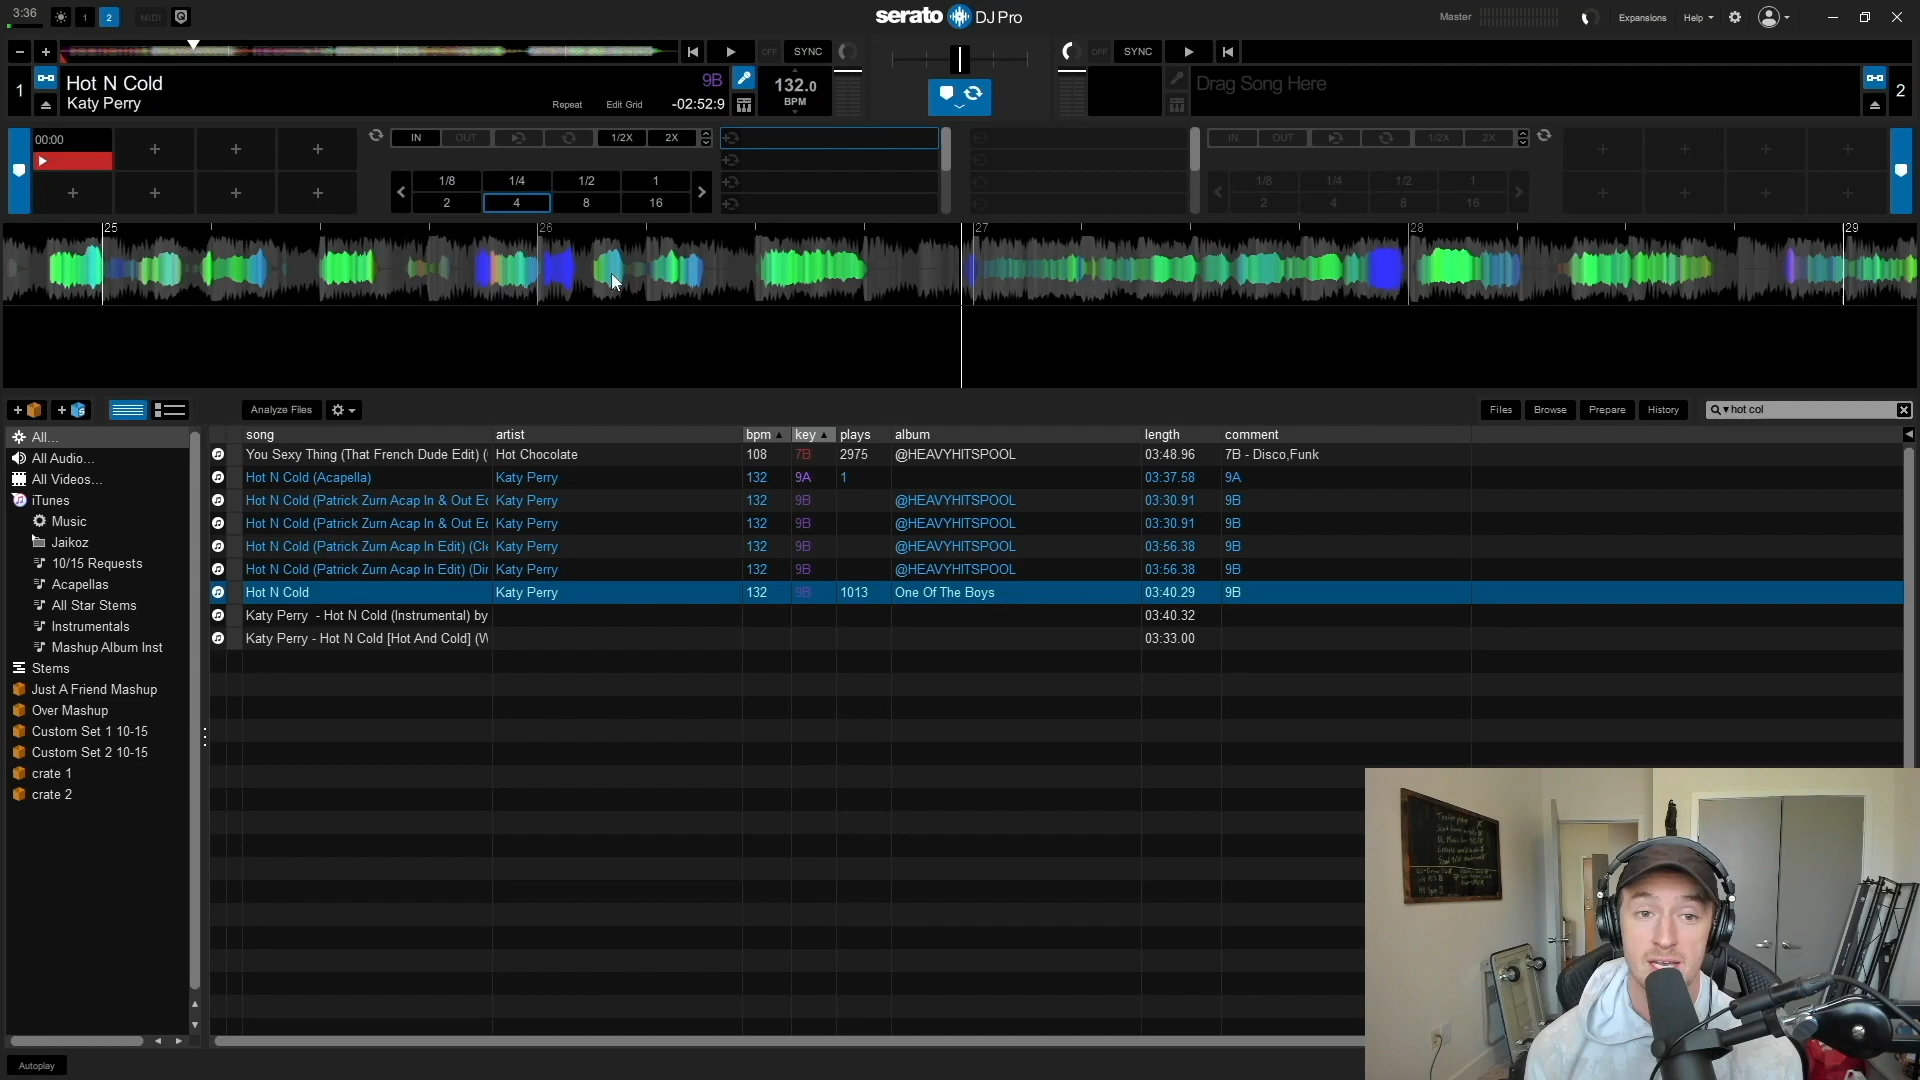 3:36
1
2
MIDI
serato DJ Pro
Master
Expansions
Help
OFF
SYNC
SYNC
OFF
1
Hot N Cold
Katy Perry
9B
Repeat
Edit Grid
-02:52:9
132.0
BPM
Drag Song Here
2
00:00
IN
OUT
1/2X
2X
IN
OUT
1/2X
2X
1/8
1/4
1/2
1
2
4
8
16
1/8
1/4
1/2
1
2
4
8
16
25
26
27
28
29
Analyze Files
Files
Browse
Prepare
History
hot col
song artist bpm key plays album length comment
You Sexy Thing (That French Dude Edit) ( Hot Chocolate 108 7B 2975 @HEAVYHITSPOOL 03:48.96 7B - Disco,Funk
Hot N Cold (Acapella) Katy Perry 132 9A 1 03:37.58 9A
Hot N Cold (Patrick Zurn Acap In & Out Ed Katy Perry 132 9B @HEAVYHITSPOOL 03:30.91 9B
Hot N Cold (Patrick Zurn Acap In & Out Ed Katy Perry 132 9B @HEAVYHITSPOOL 03:30.91 9B
Hot N Cold (Patrick Zurn Acap In Edit) (Cle Katy Perry 132 9B @HEAVYHITSPOOL 03:56.38 9B
Hot N Cold (Patrick Zurn Acap In Edit) (Dir Katy Perry 132 9B @HEAVYHITSPOOL 03:56.38 9B
Hot N Cold Katy Perry 132 9B 1013 One Of The Boys 03:40.29 9B
Katy Perry - Hot N Cold (Instrumental) by 03:40.32
Katy Perry - Hot N Cold [Hot And Cold] (W 03:33.00
All...
All Audio...
All Videos...
iTunes
Music
Jaikoz
10/15 Requests
Acapellas
All Star Stems
Instrumentals
Mashup Album Inst
Stems
Just A Friend Mashup
Over Mashup
Custom Set 1 10-15
Custom Set 2 10-15
crate 1
crate 2
Autoplay